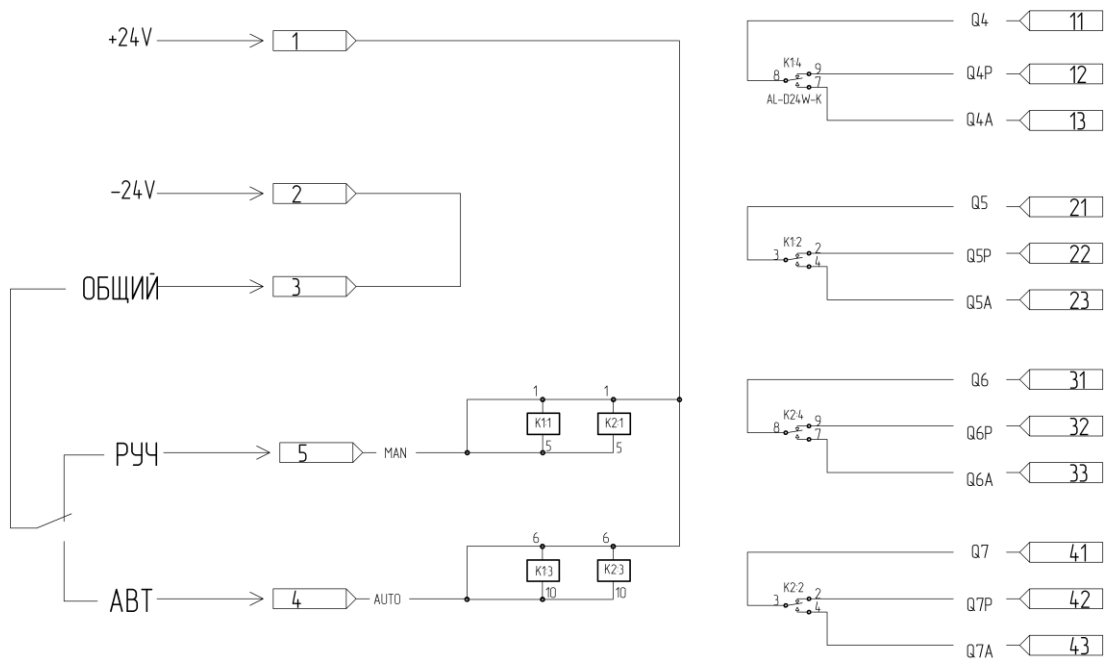 +24V 1
-24V 2
ОБЩИЙ 3
1 1
K1:1 K2:1
РУЧ 5 MAN 5 5
6 6
K1:3 K2:3
АВТ 4 AUTO 10 10
Q4 11
K1:4
8 9 Q4P 12
7
AL-D24W-K
Q4A 13
Q5 21
K1:2
3 2 Q5P 22
4
Q5A 23
Q6 31
K2:4
8 9 Q6P 32
7
Q6A 33
Q7 41
K2:2
3 2 Q7P 42
4
Q7A 43